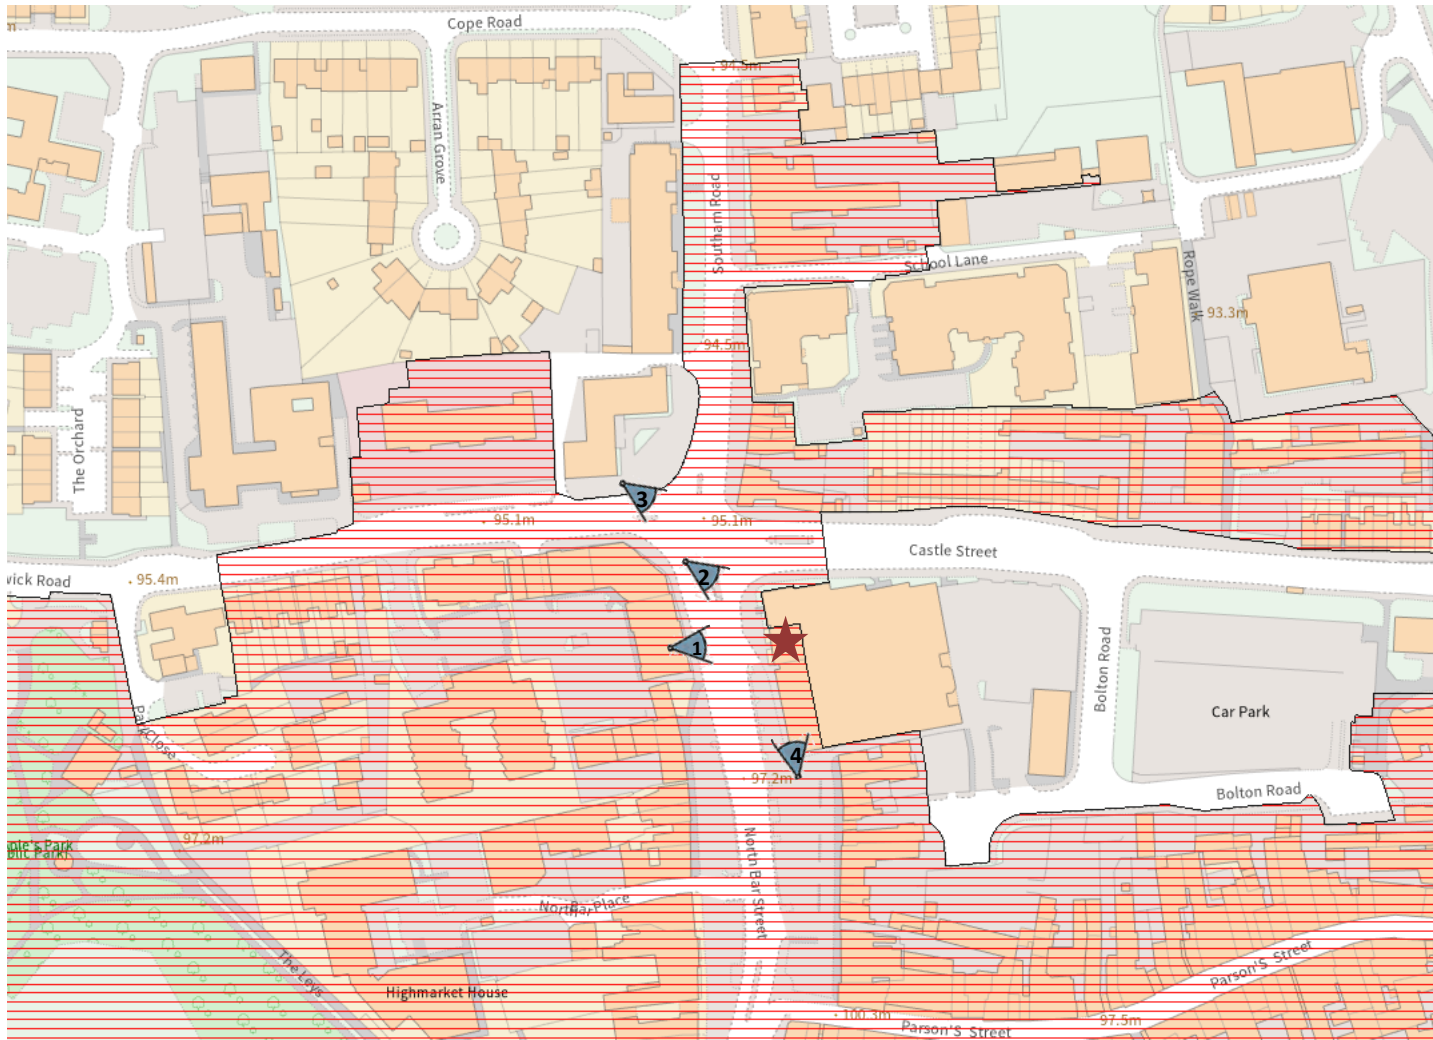 m
Cope Road
94.5m
Arran Grove
Southam Road
School Lane
Rope Walk
93.3m
94.5m
The Orchard
3
95.1m
95.1m
Castle Street
wick Road
95.4m
2
1
Bolton Road
Car Park
Close
4
97.2m
Bolton Road
97.2m
North Bar Street
Place
The Leys
Highmarket House
Parson'S Street
100.3m
97.5m
Parson'S Street